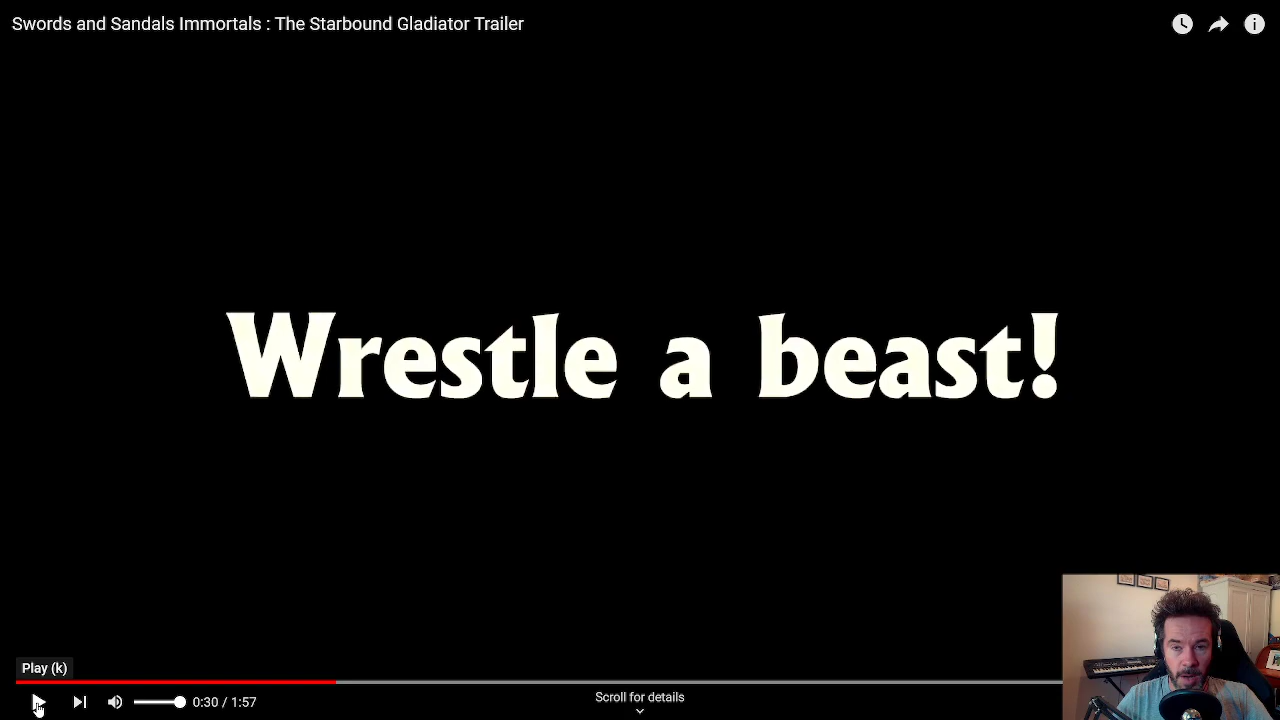 Swords and Sandals Immortals : The Starbound Gladiator Trailer
Wrestle a beast!
Play (k)
0:30 / 1:57
Scroll for details